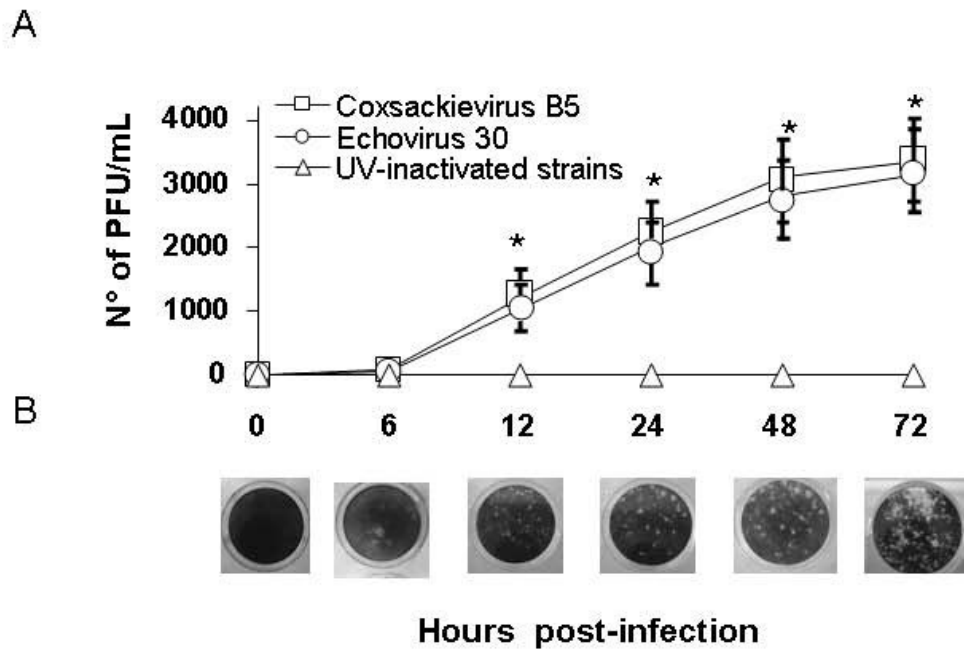 A
Coxsackievirus B5
Echovirus 30
UV-inactivated strains
N° of PFU/mL
4000
3000
2000
1000
0
* * * *
B
0 6 12 24 48 72
Hours post-infection